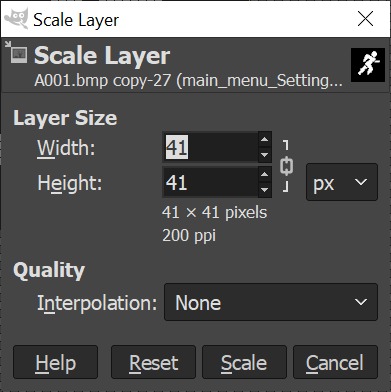 Scale Layer
Scale Layer
A001.bmp copy-27 (main_menu_Setting...
Layer Size
Width: 41
Height: 41 px
41 × 41 pixels
200 ppi
Quality
Interpolation: None
Help Reset Scale Cancel